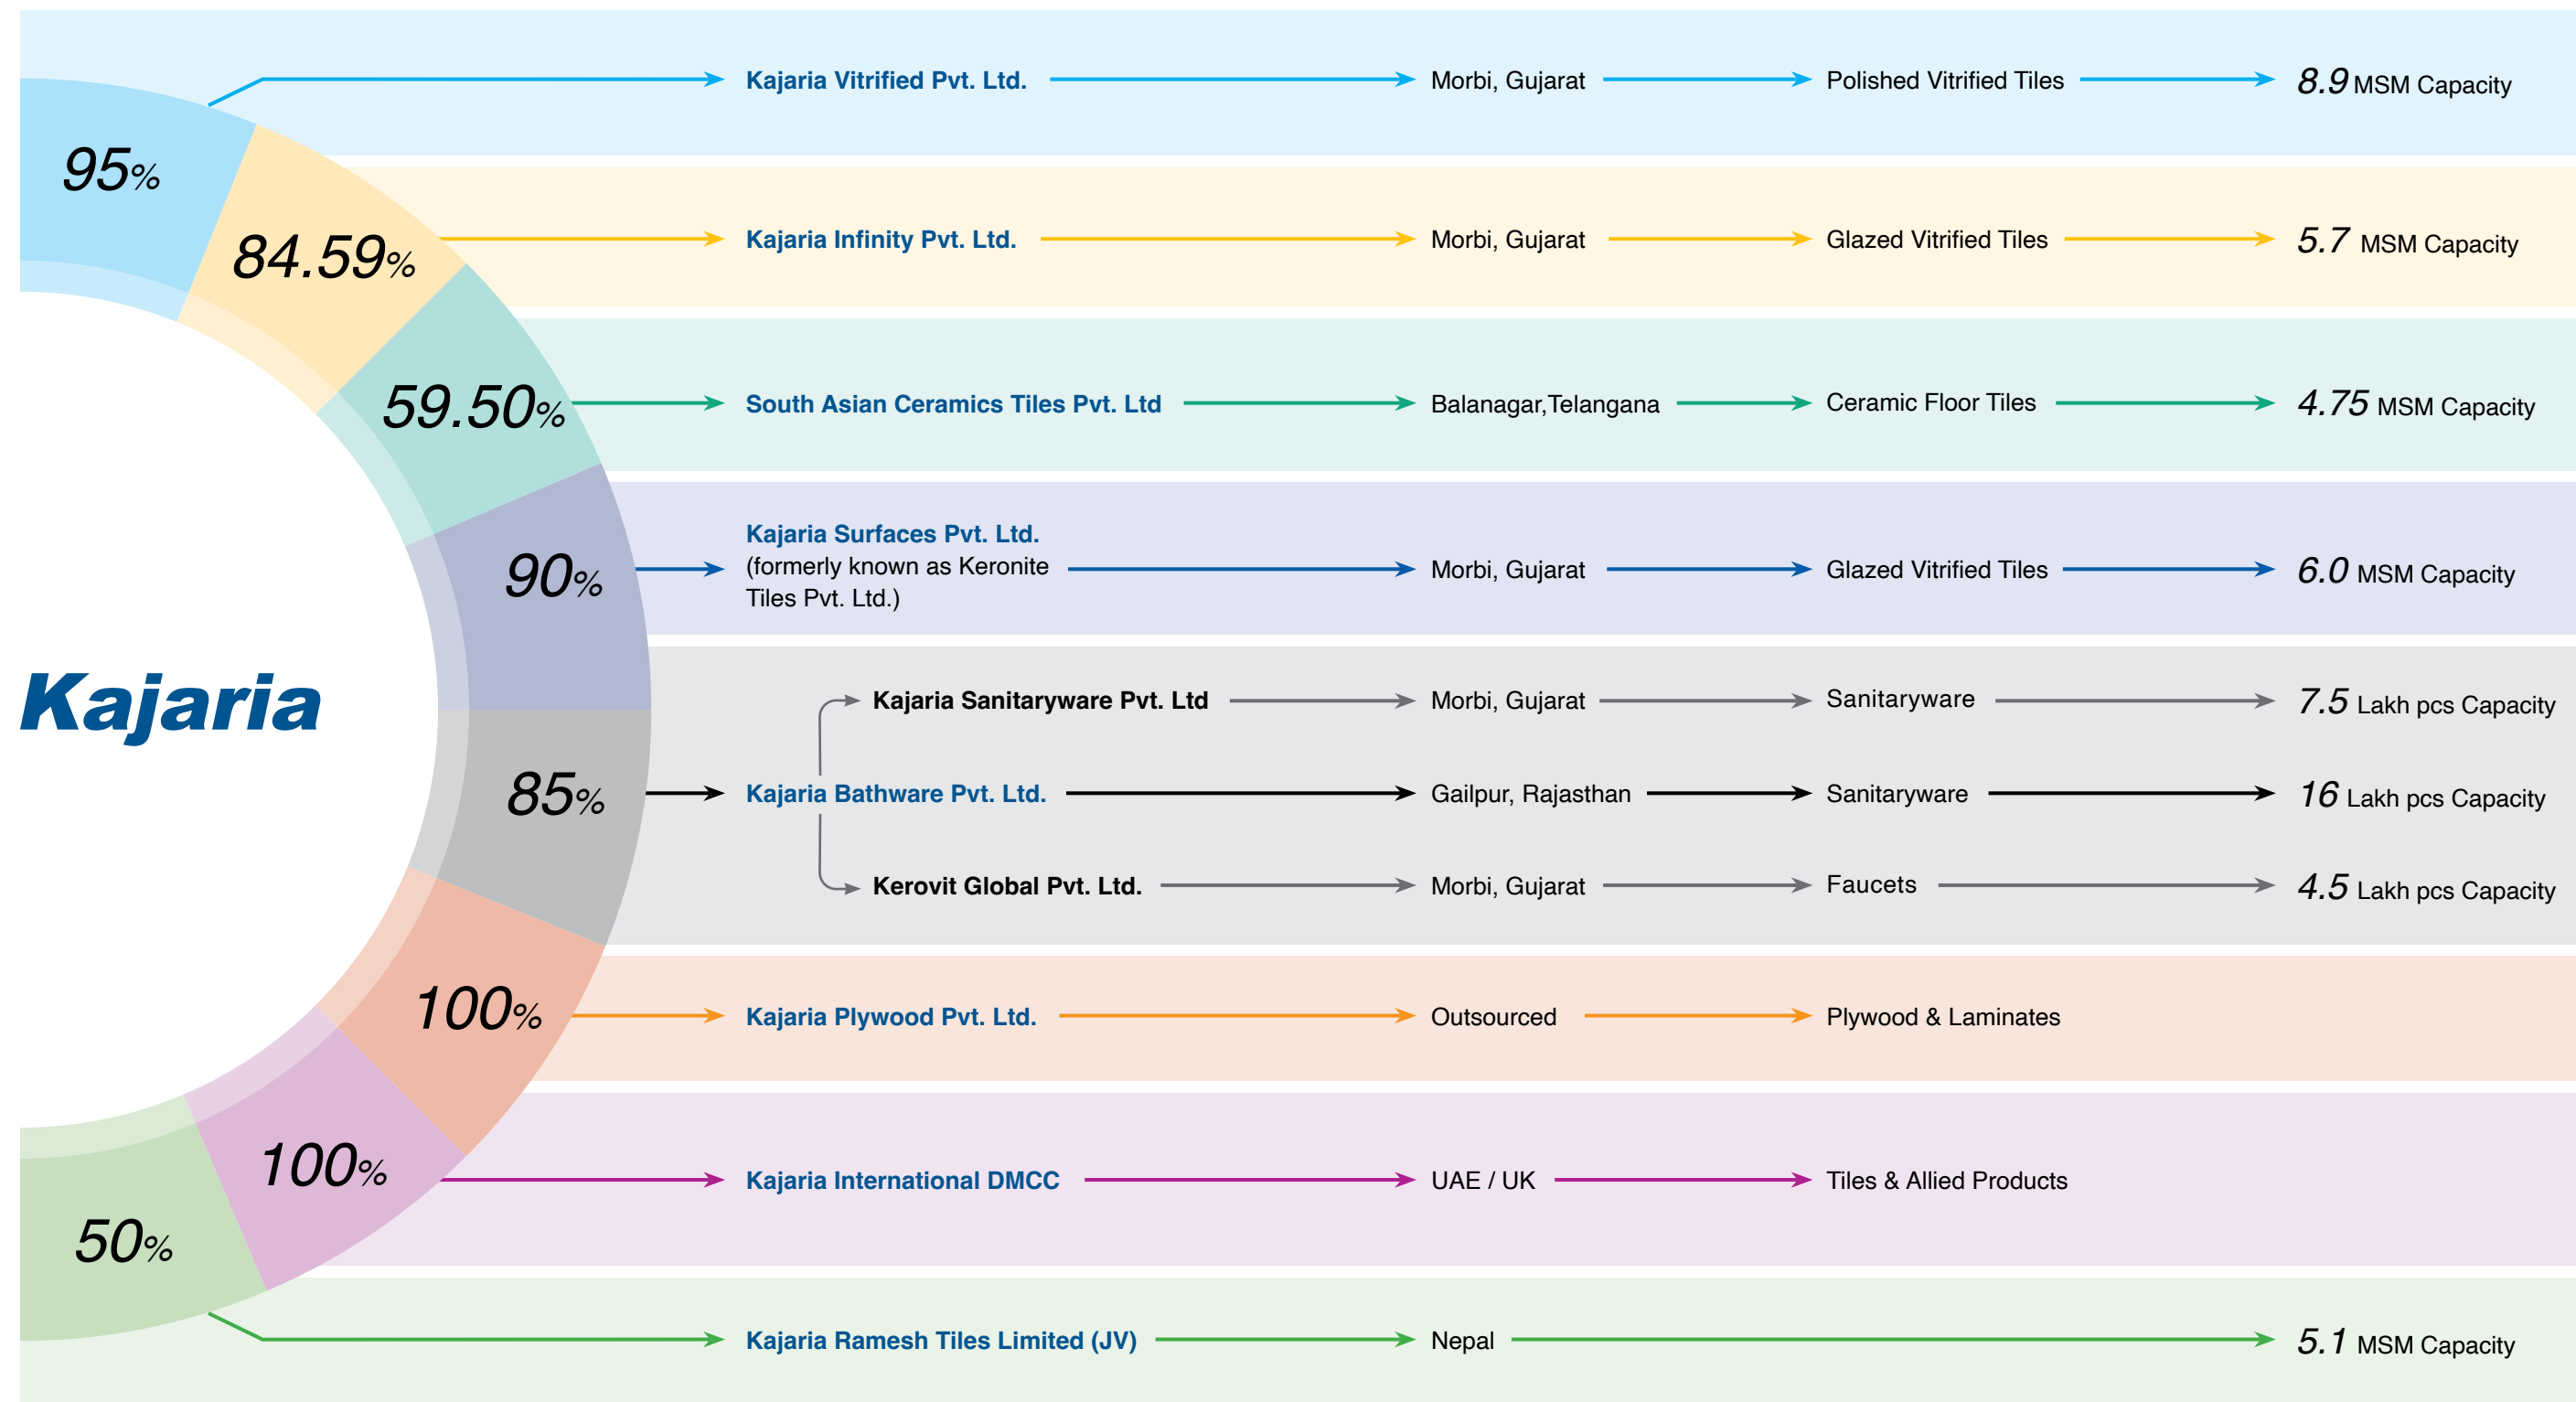 95%
Kajaria Vitrified Pvt. Ltd.
Morbi, Gujarat
Polished Vitrified Tiles
8.9 MSM Capacity
84.59%
Kajaria Infinity Pvt. Ltd.
Morbi, Gujarat
Glazed Vitrified Tiles
5.7 MSM Capacity
59.50%
South Asian Ceramics Tiles Pvt. Ltd
Balanagar,Telangana
Ceramic Floor Tiles
4.75 MSM Capacity
90%
Kajaria Surfaces Pvt. Ltd.
(formerly known as Keronite
Tiles Pvt. Ltd.)
Morbi, Gujarat
Glazed Vitrified Tiles
6.0 MSM Capacity
Kajaria
85%
Kajaria Sanitaryware Pvt. Ltd
Morbi, Gujarat
Sanitaryware
7.5 Lakh pcs Capacity
Kajaria Bathware Pvt. Ltd.
Gailpur, Rajasthan
Sanitaryware
16 Lakh pcs Capacity
Kerovit Global Pvt. Ltd.
Morbi, Gujarat
Faucets
4.5 Lakh pcs Capacity
100%
Kajaria Plywood Pvt. Ltd.
Outsourced
Plywood & Laminates
100%
Kajaria International DMCC
UAE / UK
Tiles & Allied Products
50%
Kajaria Ramesh Tiles Limited (JV)
Nepal
5.1 MSM Capacity